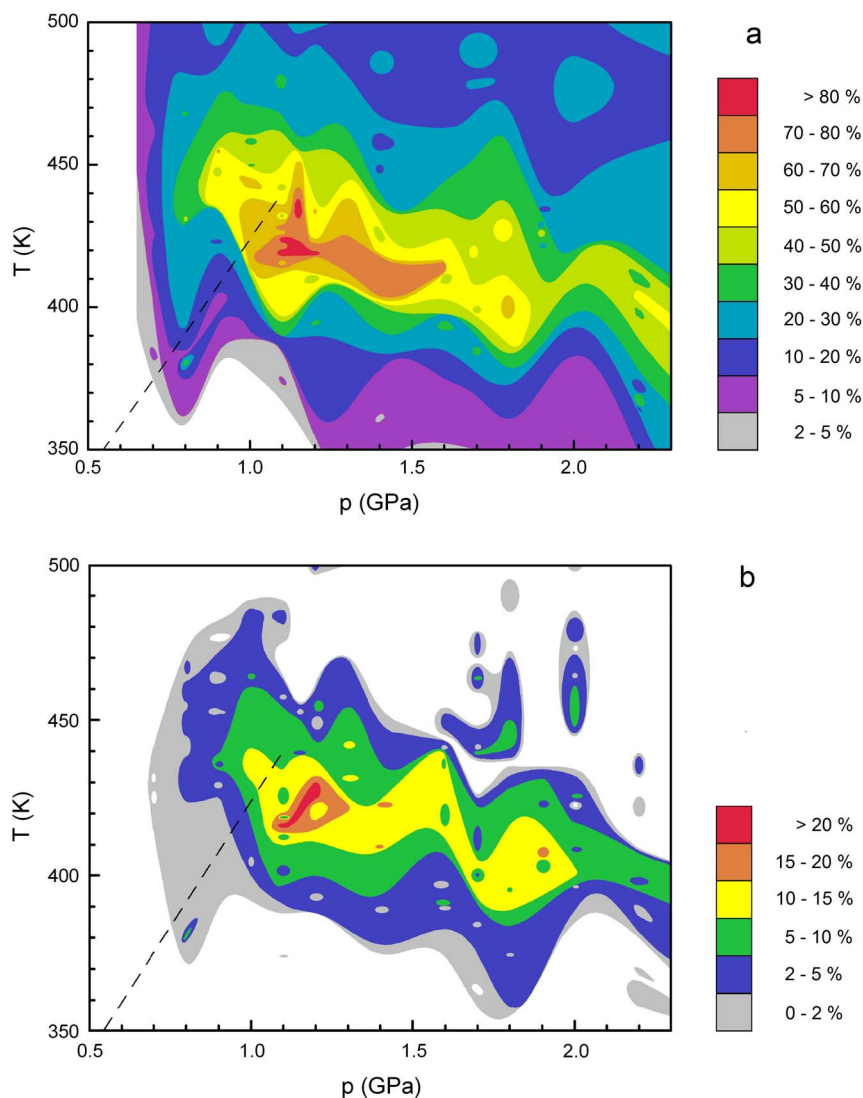 a
500
450
400
350
T (K)
0.5
1.0
1.5
2.0
p (GPa)
> 80 %
70 - 80 %
60 - 70 %
50 - 60 %
40 - 50 %
30 - 40 %
20 - 30 %
10 - 20 %
5 - 10 %
2 - 5 %
b
500
450
400
350
T (K)
0.5
1.0
1.5
2.0
p (GPa)
> 20 %
15 - 20 %
10 - 15 %
5 - 10 %
2 - 5 %
0 - 2 %